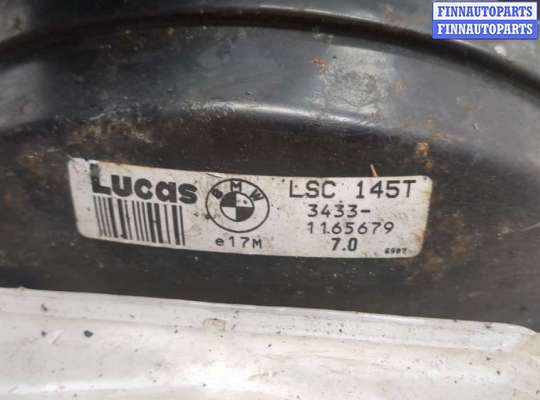 FINNAUTOPARTS
FINNAUTOPARTS
Lucas BMW LSC 145T
3433-
1165679
e17M 7.0